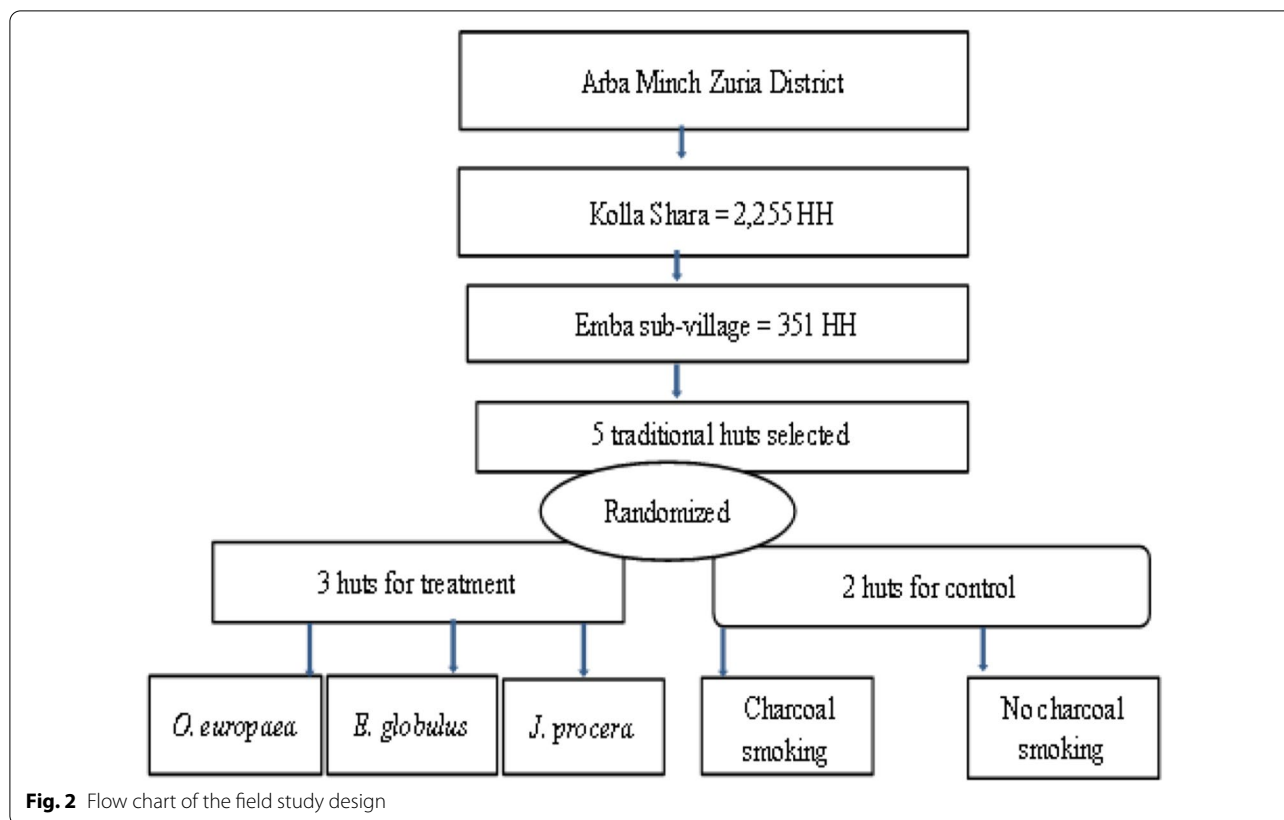 Arba Minch Zuria District
Kolla Shara = 2,255 HH
Emba sub-village = 351 HH
5 traditional huts selected
Randomized
3 huts for treatment
2 huts for control
O. europaea
E. globulus
J. procera
Charcoal
smoking
No charcoal
smoking
Fig. 2 Flow chart of the field study design